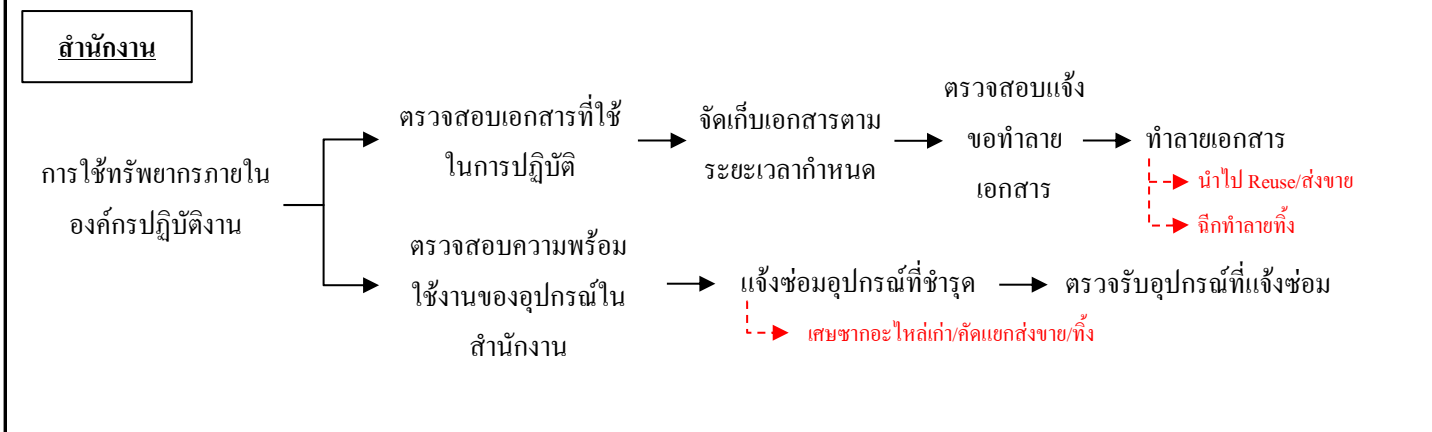 สำนักงาน
การใช้ทรัพยากรภายใน
องค์กรปฏิบัติงาน
ตรวจสอบเอกสารที่ใช้
ในการปฏิบัติ
จัดเก็บเอกสารตาม
ระยะเวลากำหนด
ตรวจสอบแจ้ง
ขอทำลาย
เอกสาร
ทำลายเอกสาร
นำไป Reuse/ส่งขาย
ฉีกทำลายทิ้ง
ตรวจสอบความพร้อม
ใช้งานของอุปกรณ์ใน
สำนักงาน
แจ้งซ่อมอุปกรณ์ที่ชำรุด
เศษซากอะไหล่เก่า/คัดแยกส่งขาย/ทิ้ง
ตรวจรับอุปกรณ์ที่แจ้งซ่อม